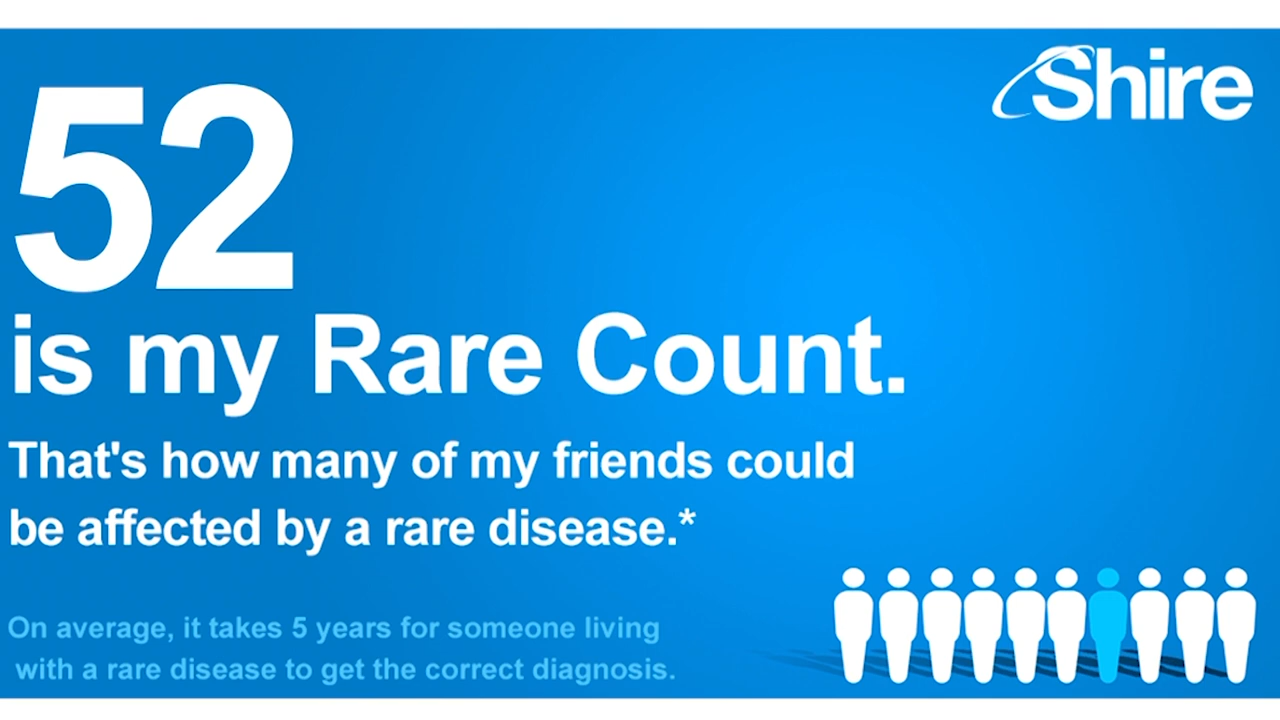 Shire
52
is my Rare Count.
That's how many of my friends could
be affected by a rare disease.*
On average, it takes 5 years for someone living
with a rare disease to get the correct diagnosis.